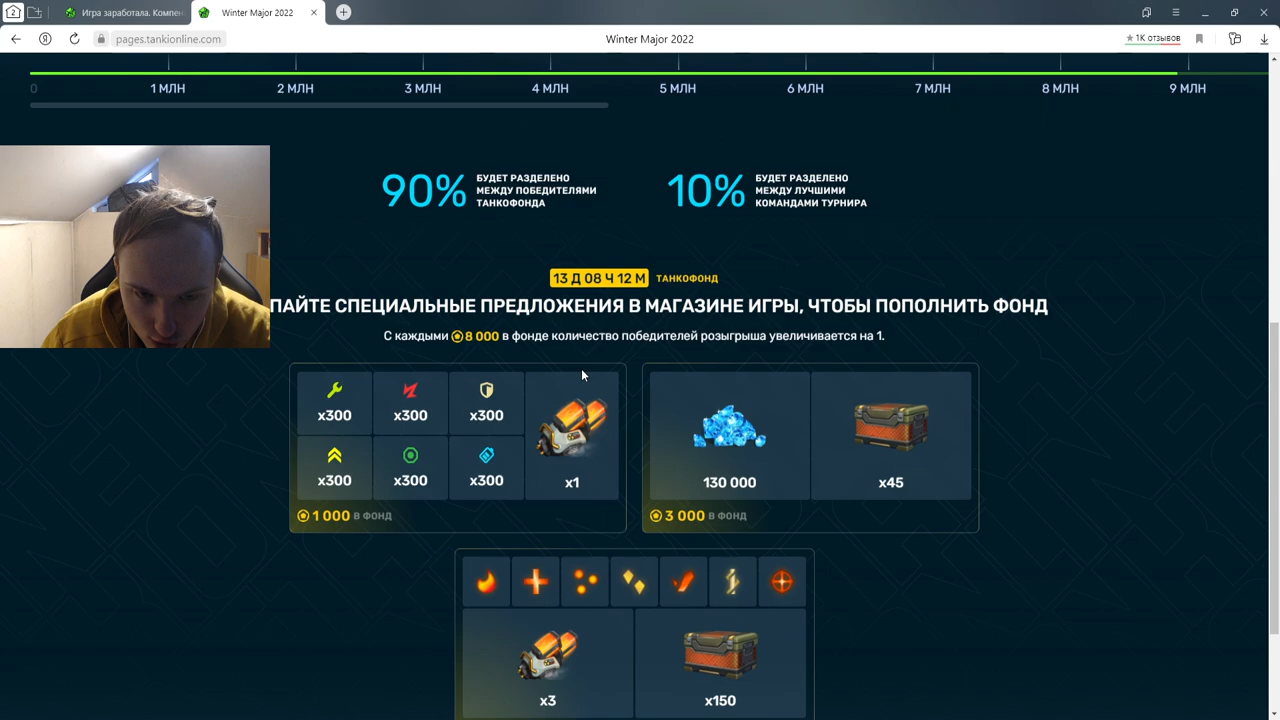 2
Игра заработала. Компен
Winter Major 2022
pages.tankionline.com
Winter Major 2022
1K отзывов
0
1 МЛН
2 МЛН
3 МЛН
4 МЛН
5 МЛН
6 МЛН
7 МЛН
8 МЛН
9 МЛН
90%
БУДЕТ РАЗДЕЛЕНО
МЕЖДУ ПОБЕДИТЕЛЯМИ
ТАНКОФОНДА
10%
БУДЕТ РАЗДЕЛЕНО
МЕЖДУ ЛУЧШИМИ
КОМАНДАМИ ТУРНИРА
13 Д 08 Ч 12 М ТАНКОФОНД
ПАЙТЕ СПЕЦИАЛЬНЫЕ ПРЕДЛОЖЕНИЯ В МАГАЗИНЕ ИГРЫ, ЧТОБЫ ПОПОЛНИТЬ ФОНД
С каждыми 8 000 в фонде количество победителей розыгрыша увеличивается на 1.
x300
x300
x300
x300
x300
x300
x1
1 000 В ФОНД
130 000
x45
3 000 В ФОНД
x3
x150